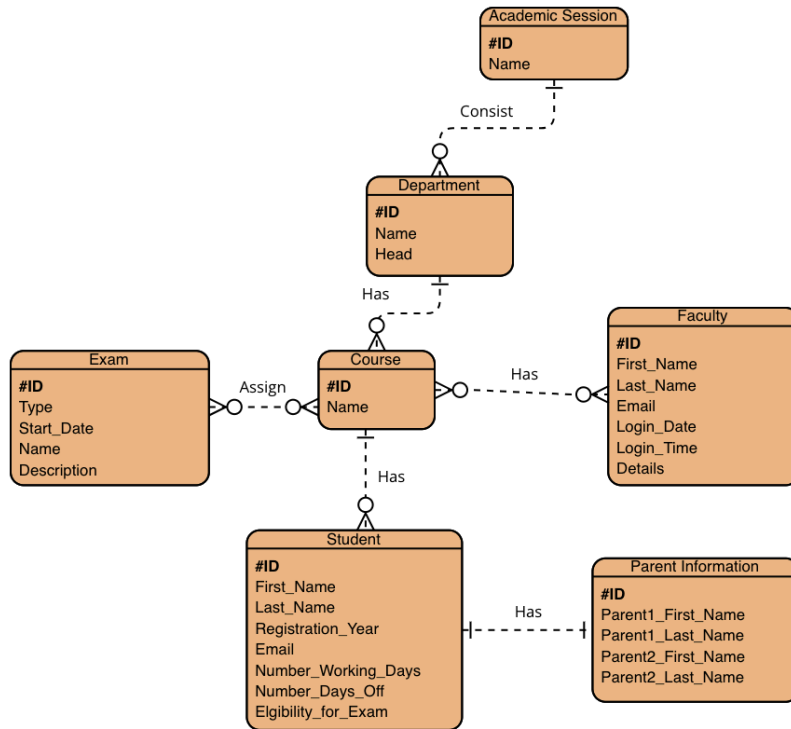 Academic Session
#ID
Name
Consist
Department
#ID
Name
Head
Has
Exam
#ID
Type
Start_Date
Name
Description
Assign
Course
#ID
Name
Has
Faculty
#ID
First_Name
Last_Name
Email
Login_Date
Login_Time
Details
Has
Student
#ID
First_Name
Last_Name
Registration_Year
Email
Number_Working_Days
Number_Days_Off
Elgibility_for_Exam
Has
Parent Information
#ID
Parent1_First_Name
Parent1_Last_Name
Parent2_First_Name
Parent2_Last_Name